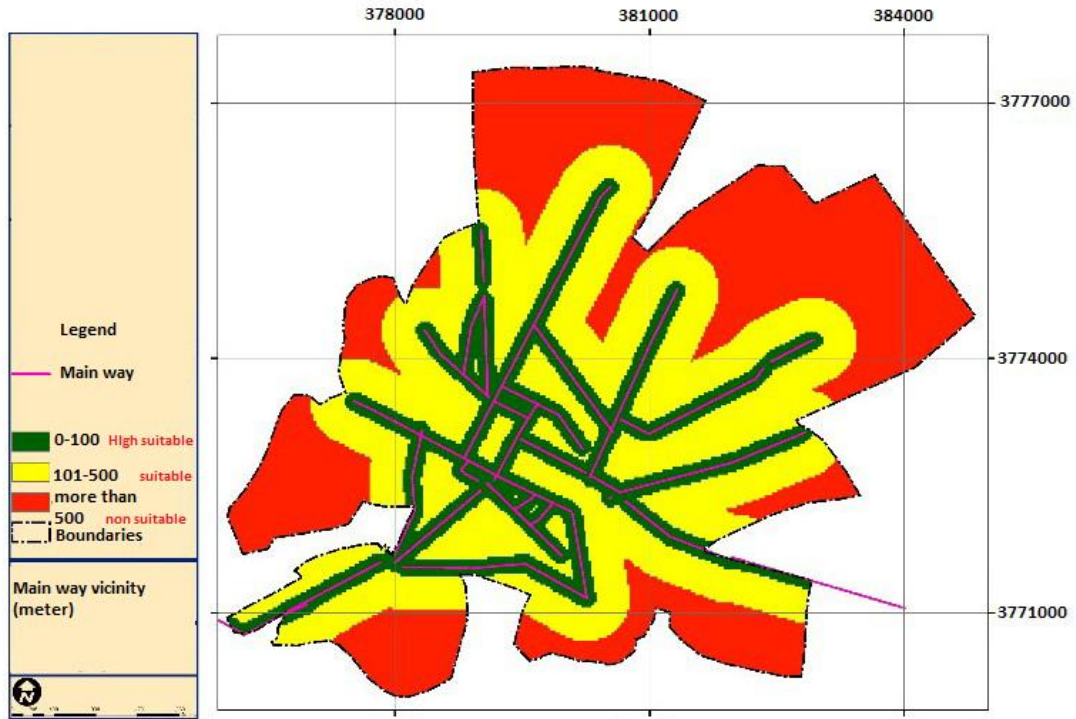 378000
381000
384000
3777000
3774000
3771000
Legend
Main way
0-100 HIgh suitable
101-500 suitable
more than
500 non suitable
Boundaries
Main way vicinity
(meter)
N